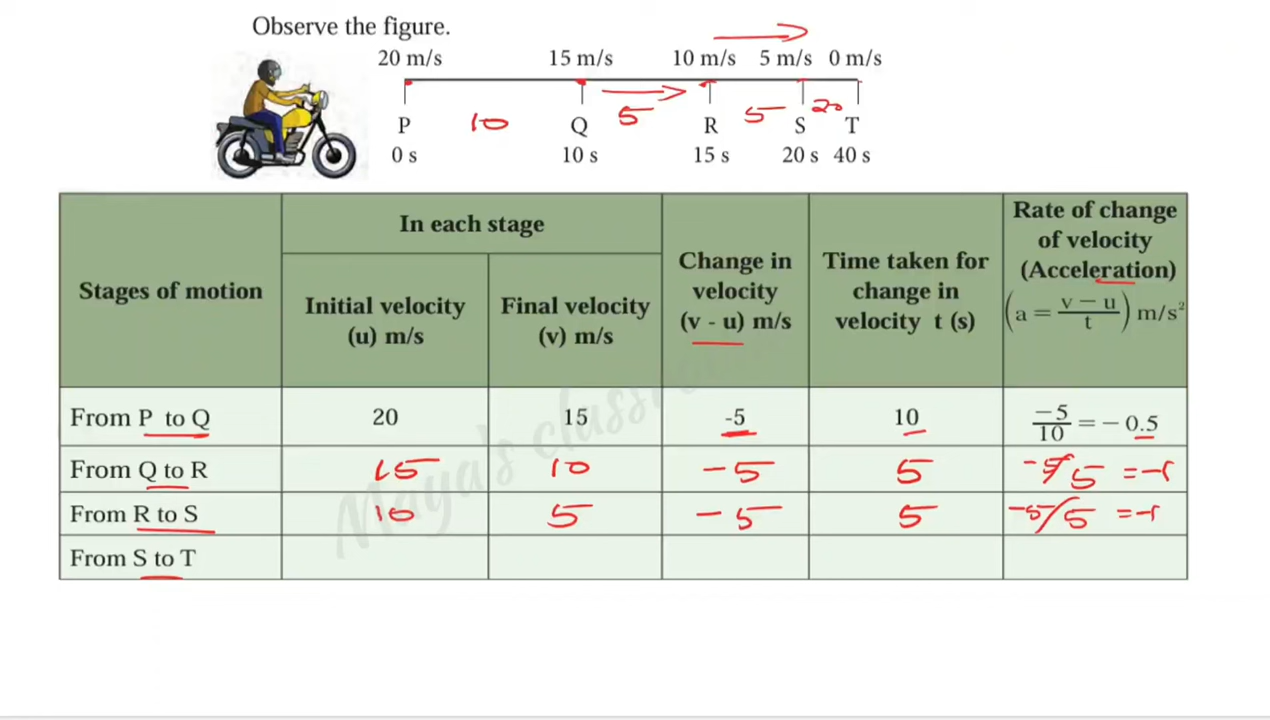 Observe the figure.
20 m/s 15 m/s 10 m/s 5 m/s 0 m/s
10 5 5 20
P Q R S T
0 s 10 s 15 s 20 s 40 s
Stages of motion
In each stage
Initial velocity
(u) m/s
Final velocity
(v) m/s
Change in
velocity
(v - u) m/s
Time taken for
change in
velocity t (s)
Rate of change
of velocity
(Acceleration)
(a = v − u / t) m/s²
From P to Q 20 15 -5 10 −5/10 = − 0.5
From Q to R 15 10 -5 5 -5/5 = -1
From R to S 10 5 -5 5 -5/5 = -1
From S to T
Maya's classroom